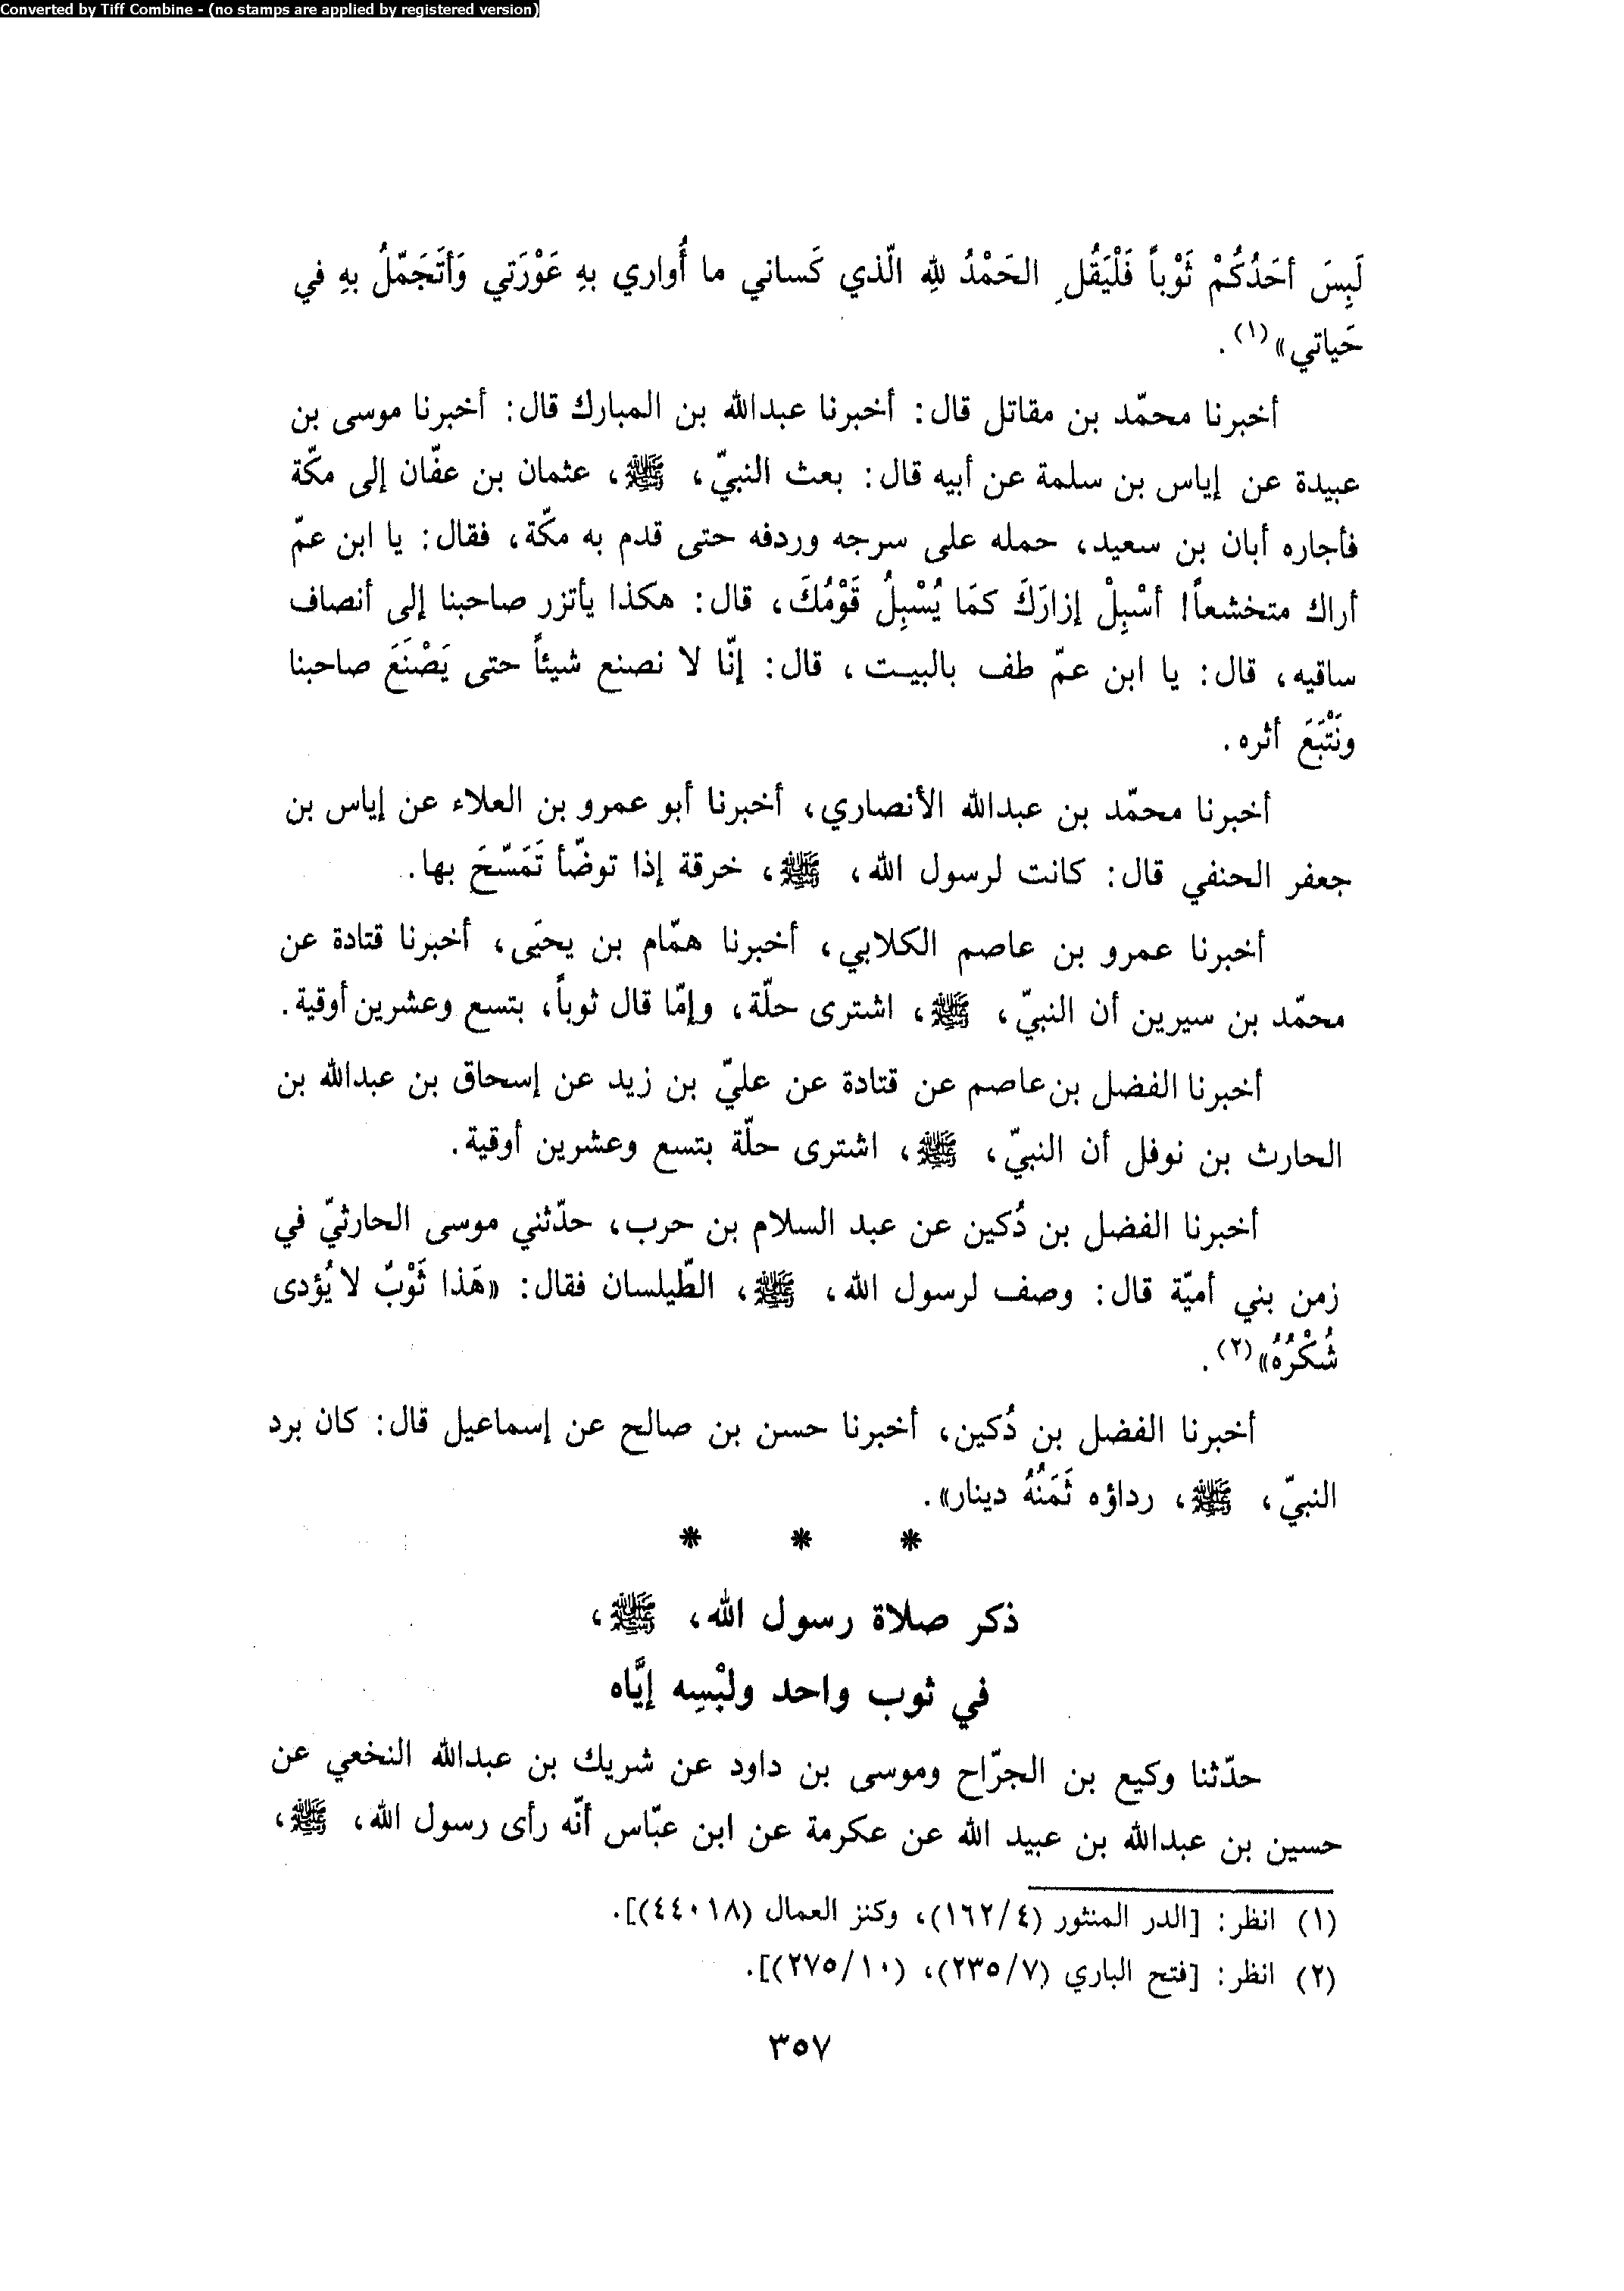 Converted by Tiff Combine - (no stamps are applied by registered version)
لَبِسَ أحَدُكُمْ ثَوْباً فَلْيَقُلِ الحَمْدُ لِلهِ الّذي كَساني ما أُواري بهِ عَوْرَتي وَأتَجَمّلُ بهِ في
حَياتي»(١).
أخبرنا محمّد بن مقاتل قال: أخبرنا عبدالله بن المبارك قال: أخبرنا موسى بن
عبيدة عن إياس بن سلمة عن أبيه قال: بعث النبيّ، ﷺ، عثمان بن عفّان إلى مكّة
فأجاره أبان بن سعيد، حمله على سرجه وردفه حتى قدم به مكّة، فقال: يا ابن عمّ
أراك متخشعاً! أسْبِلْ إزارَكَ كمَا يُسْبِلُ قَوْمُكَ، قال: هكذا يأتزر صاحبنا إلى أنصاف
ساقيه، قال: يا ابن عمّ طف بالبيت، قال: إنّا لا نصنع شيئاً حتى يَصْنَعَ صاحبنا
ونَتْبَعَ أثره.
أخبرنا محمّد بن عبدالله الأنصاري، أخبرنا أبو عمرو بن العلاء عن إياس بن
جعفر الحنفي قال: كانت لرسول الله، ﷺ، خرقة إذا توضّأ تَمَسّحَ بها.
أخبرنا عمرو بن عاصم الكلابي، أخبرنا همّام بن يحيَى، أخبرنا قتادة عن
محمّد بن سيرين أن النبيّ، ﷺ، اشترى حلّة، وإمّا قال ثوباً، بتسع وعشرين أوقية.
أخبرنا الفضل بن عاصم عن قتادة عن عليّ بن زيد عن إسحاق بن عبدالله بن
الحارث بن نوفل أن النبيّ، ﷺ، اشترى حلّة بتسع وعشرين أوقية.
أخبرنا الفضل بن دُكين عن عبد السلام بن حرب، حدّثني موسى الحارثيّ في
زمن بني أميّة قال: وصف لرسول الله، ﷺ، الطّيلسان فقال: «هَذا ثَوْبٌ لا يُؤدى
شُكْرُهُ»(٢).
أخبرنا الفضل بن دُكين، أخبرنا حسن بن صالح عن إسماعيل قال: كان برد
النبيّ، ﷺ، رداؤه ثَمَنُهُ دينار».
* * *
ذكر صلاة رسول الله، ﷺ،
في ثوب واحد ولبْسِه إيَّاه
حدّثنا وكيع بن الجرّاح وموسى بن داود عن شريك بن عبدالله النخعي عن
حسين بن عبدالله بن عبيد الله عن عكرمة عن ابن عبّاس أنّه رأى رسول الله، ﷺ،
(١) انظر: [الدر المنثور (١٦٢/٤)، وكنز العمال (٤٤٠١٨)].
(٢) انظر: [فتح الباري (٢٣٥/٧)، (٢٧٥/١٠)].
٣٥٧